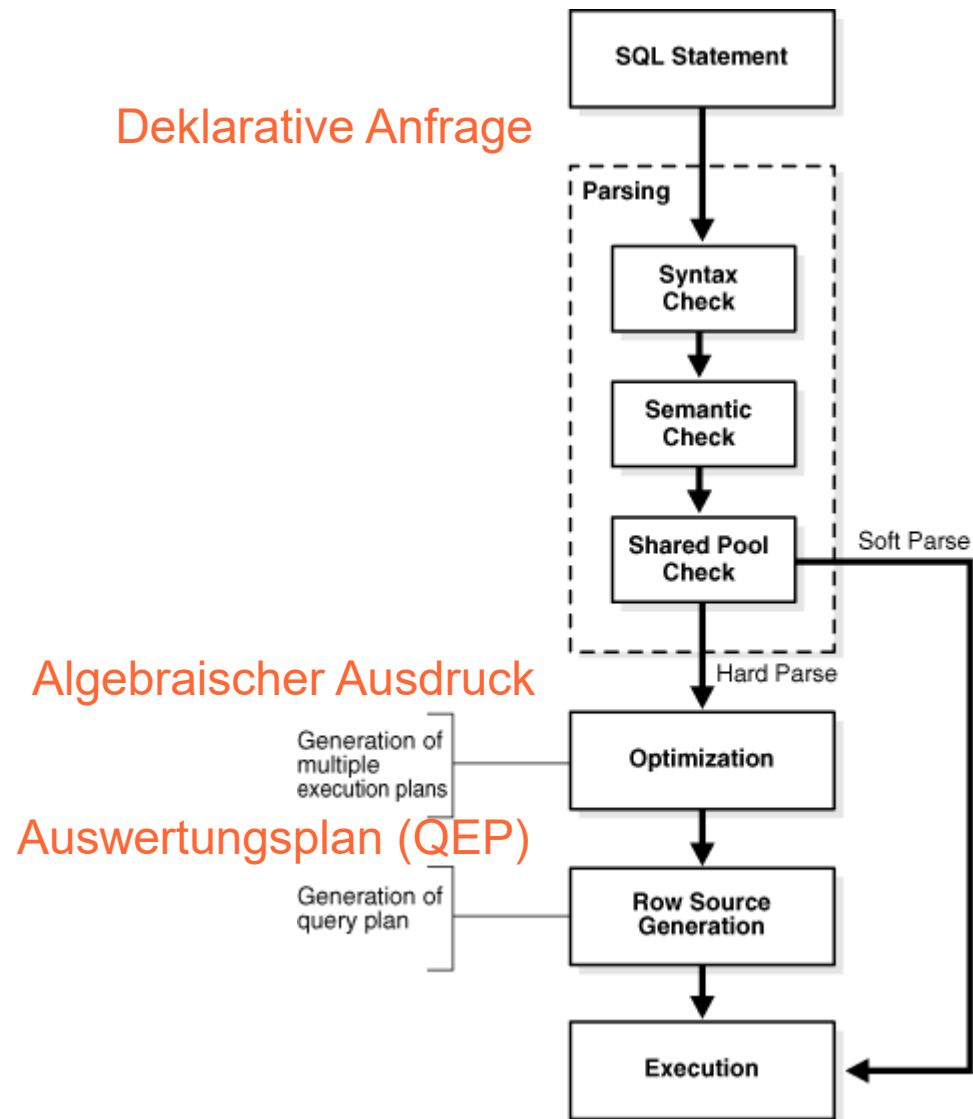 SQL Statement
Deklarative Anfrage
Parsing
Syntax
Check
Semantic
Check
Shared Pool
Check
Soft Parse
Hard Parse
Algebraischer Ausdruck
Generation of
multiple
execution plans
Optimization
Auswertungsplan (QEP)
Generation of
query plan
Row Source
Generation
Execution